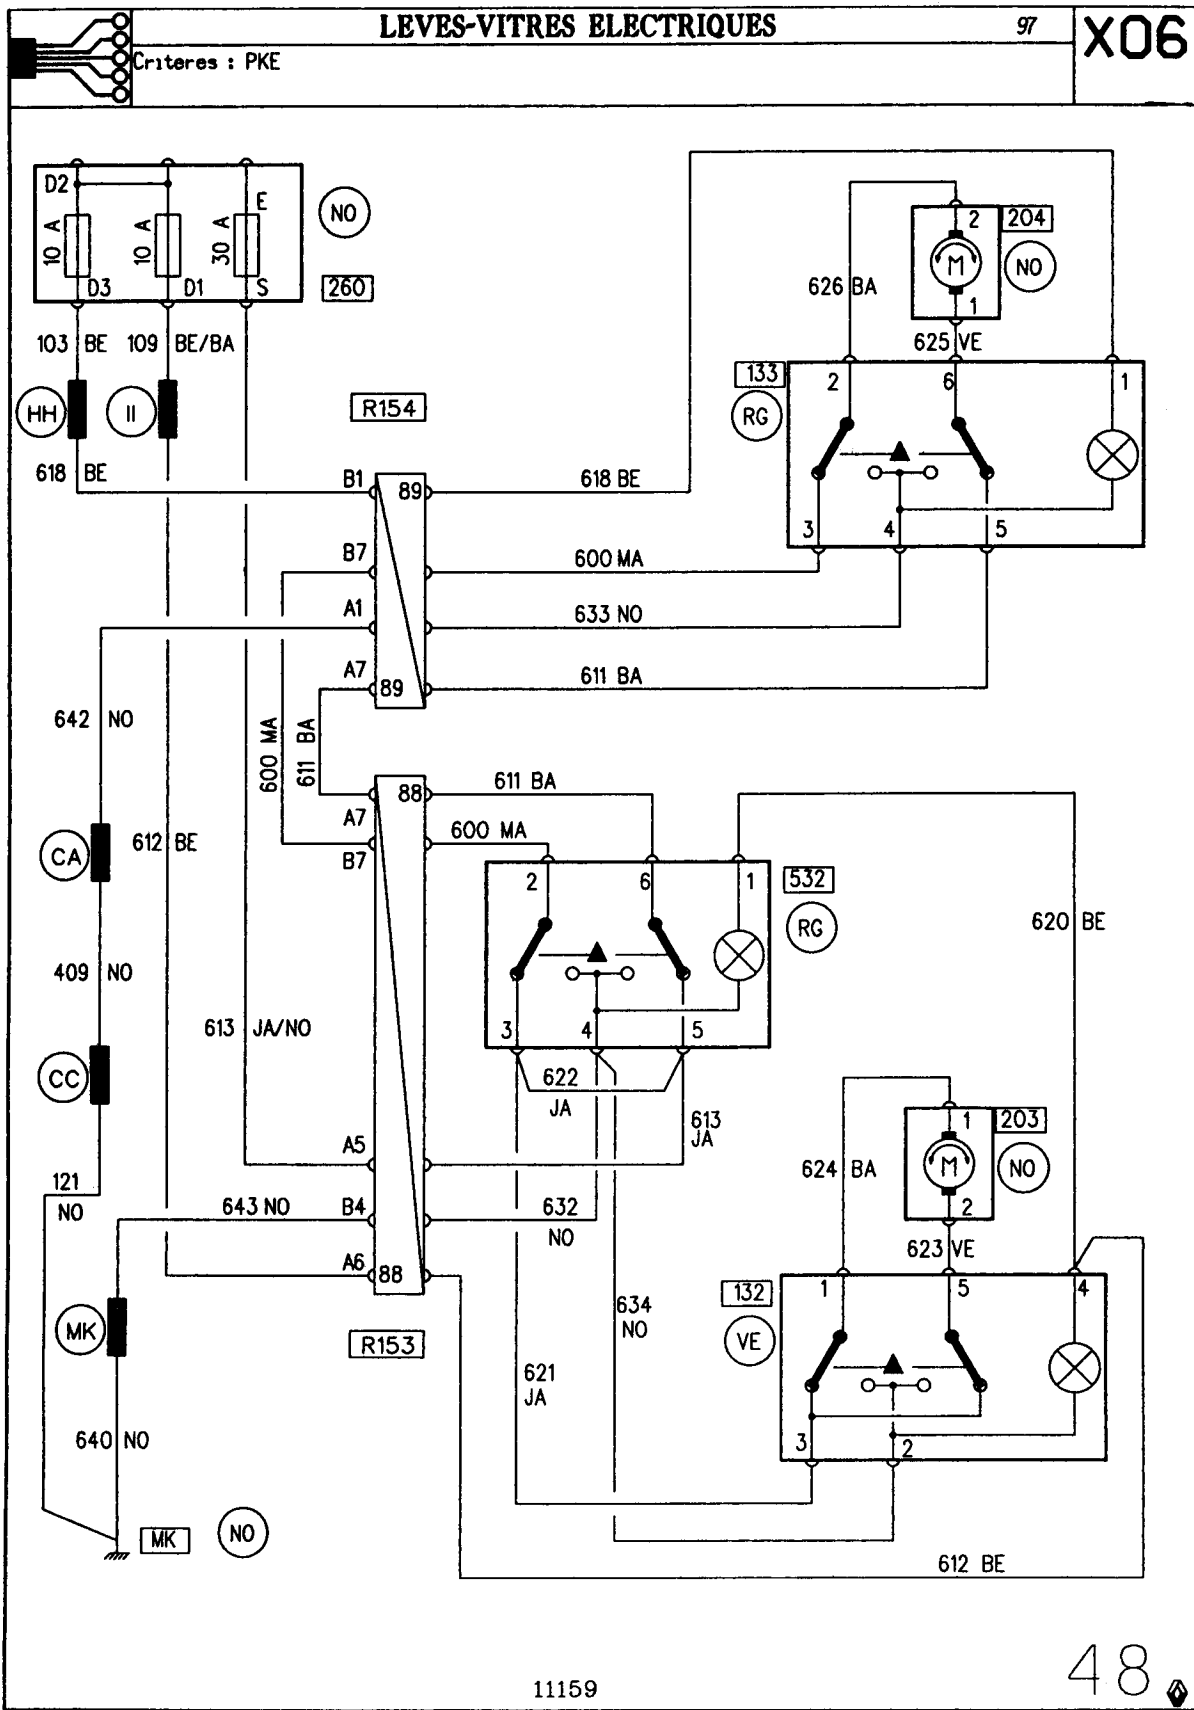 LEVES-VITRES ELECTRIQUES
97
X06
Criteres : PKE
D2
E
10 A
10 A
30 A
D3
D1
S
NO
260
103 BE
109 BE/BA
HH
II
618 BE
R154
2
204
M
NO
1
626 BA
625 VE
133
RG
2
6
1
3
4
5
B1
89
618 BE
B7
600 MA
A1
633 NO
A7
89
611 BA
642 NO
600 MA
611 BA
88
611 BA
A7
600 MA
B7
CA
612 BE
2
6
1
532
RG
620 BE
409 NO
613 JA/NO
3
4
5
CC
622
JA
613
JA
1
203
M
NO
2
624 BA
623 VE
A5
121
NO
643 NO
B4
632
NO
A6
88
1
5
4
132
VE
634
NO
MK
R153
621
JA
3
2
640 NO
MK
NO
612 BE
11159
48